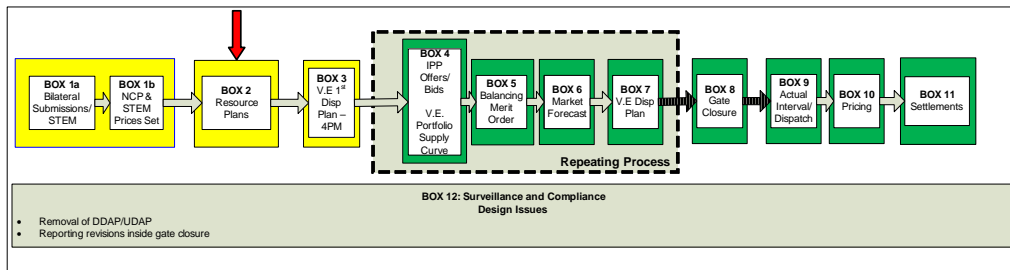 BOX 1a
Bilateral
Submissions/
STEM
BOX 1b
NCP &
STEM
Prices Set
BOX 2
Resource
Plans
BOX 3
V.E 1st
Disp
Plan –
4PM
BOX 4
IPP
Offers/
Bids
V.E.
Portfolio
Supply
Curve
BOX 5
Balancing
Merit
Order
BOX 6
Market
Forecast
BOX 7
V.E Disp
Plan
Repeating Process
BOX 8
Gate
Closure
BOX 9
Actual
Interval/
Dispatch
BOX 10
Pricing
BOX 11
Settlements
BOX 12: Surveillance and Compliance
Design Issues
• Removal of DDAP/UDAP
• Reporting revisions inside gate closure